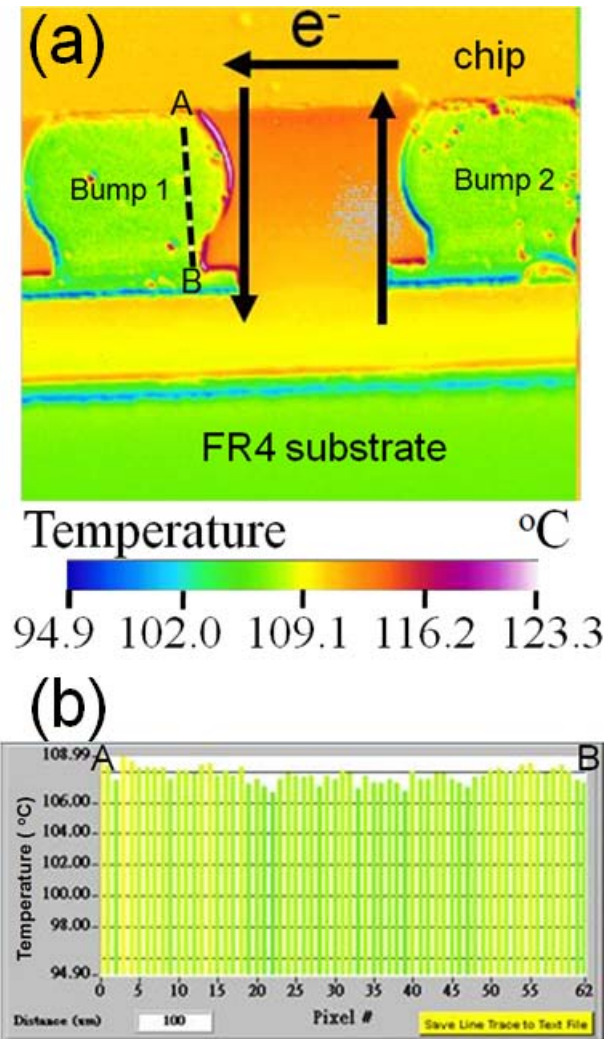 (a)
e-
chip
A
Bump 1
Bump 2
B
FR4 substrate
Temperature °C
94.9 102.0 109.1 116.2 123.3
(b)
108.99
A
B
106.00
104.00
102.00
100.00
98.00
94.90
Temperature (°C)
0 5 10 15 20 25 30 35 40 45 50 55 62
Distance (um) 100 Pixel # Save Line Trace to Text File